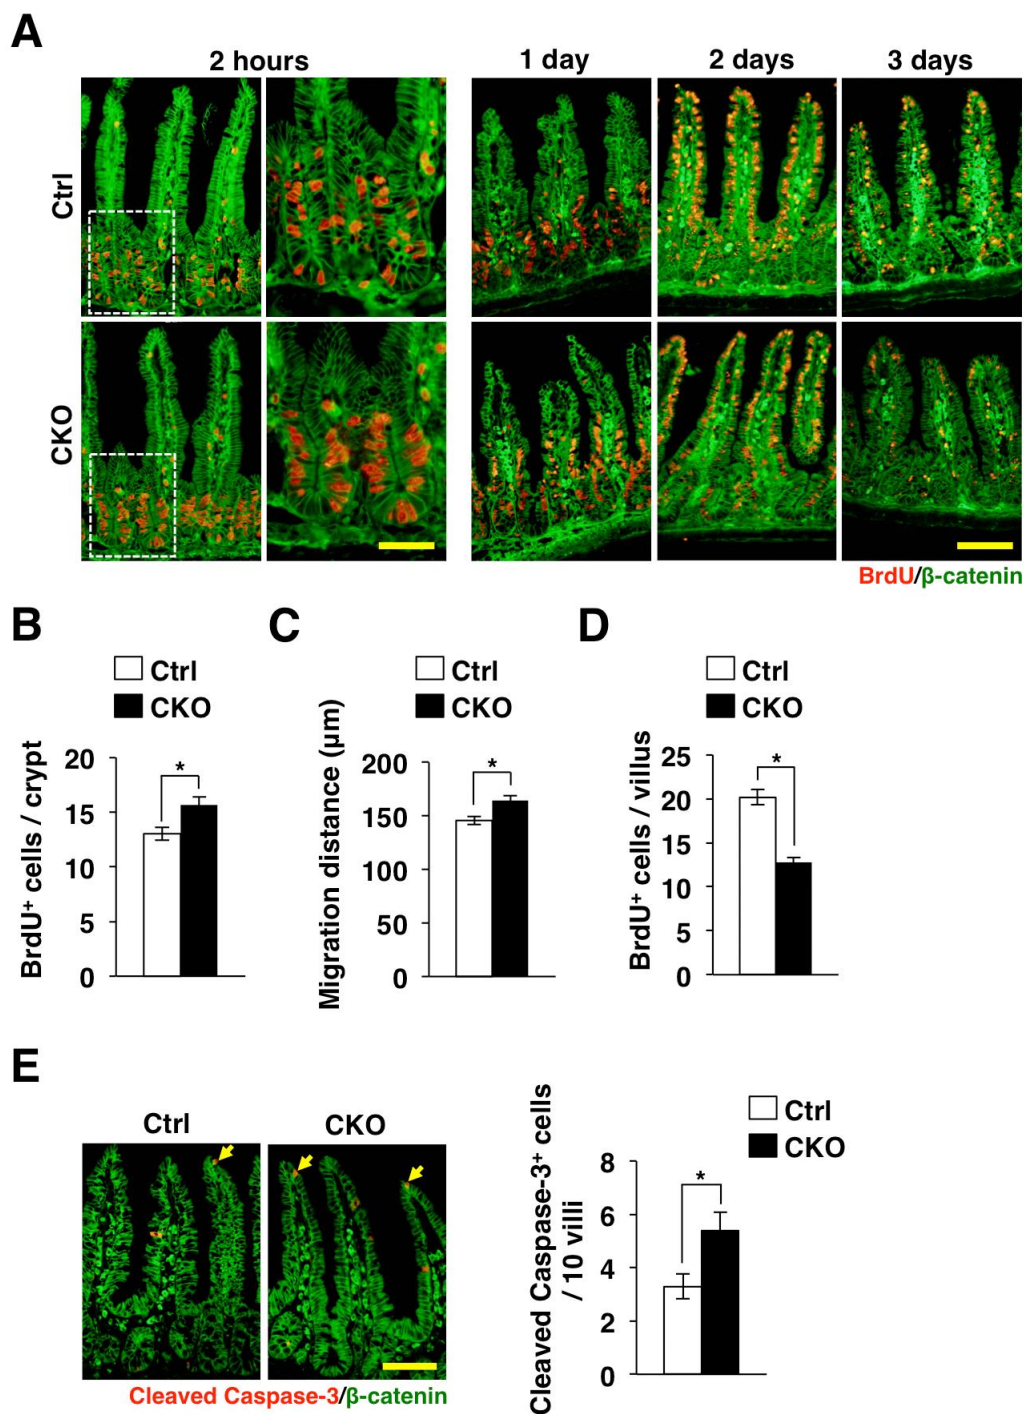 A
2 hours
1 day
2 days
3 days
Ctrl
CKO
BrdU/β-catenin
B
Ctrl
CKO
BrdU⁺ cells / crypt
20
15
10
5
0
*
C
Ctrl
CKO
Migration distance (μm)
200
150
100
50
0
*
D
Ctrl
CKO
BrdU⁺ cells / villus
25
20
15
10
5
0
*
E
Ctrl
CKO
Cleaved Caspase-3/β-catenin
Ctrl
CKO
Cleaved Caspase-3⁺ cells
/ 10 villi
8
6
4
2
0
*